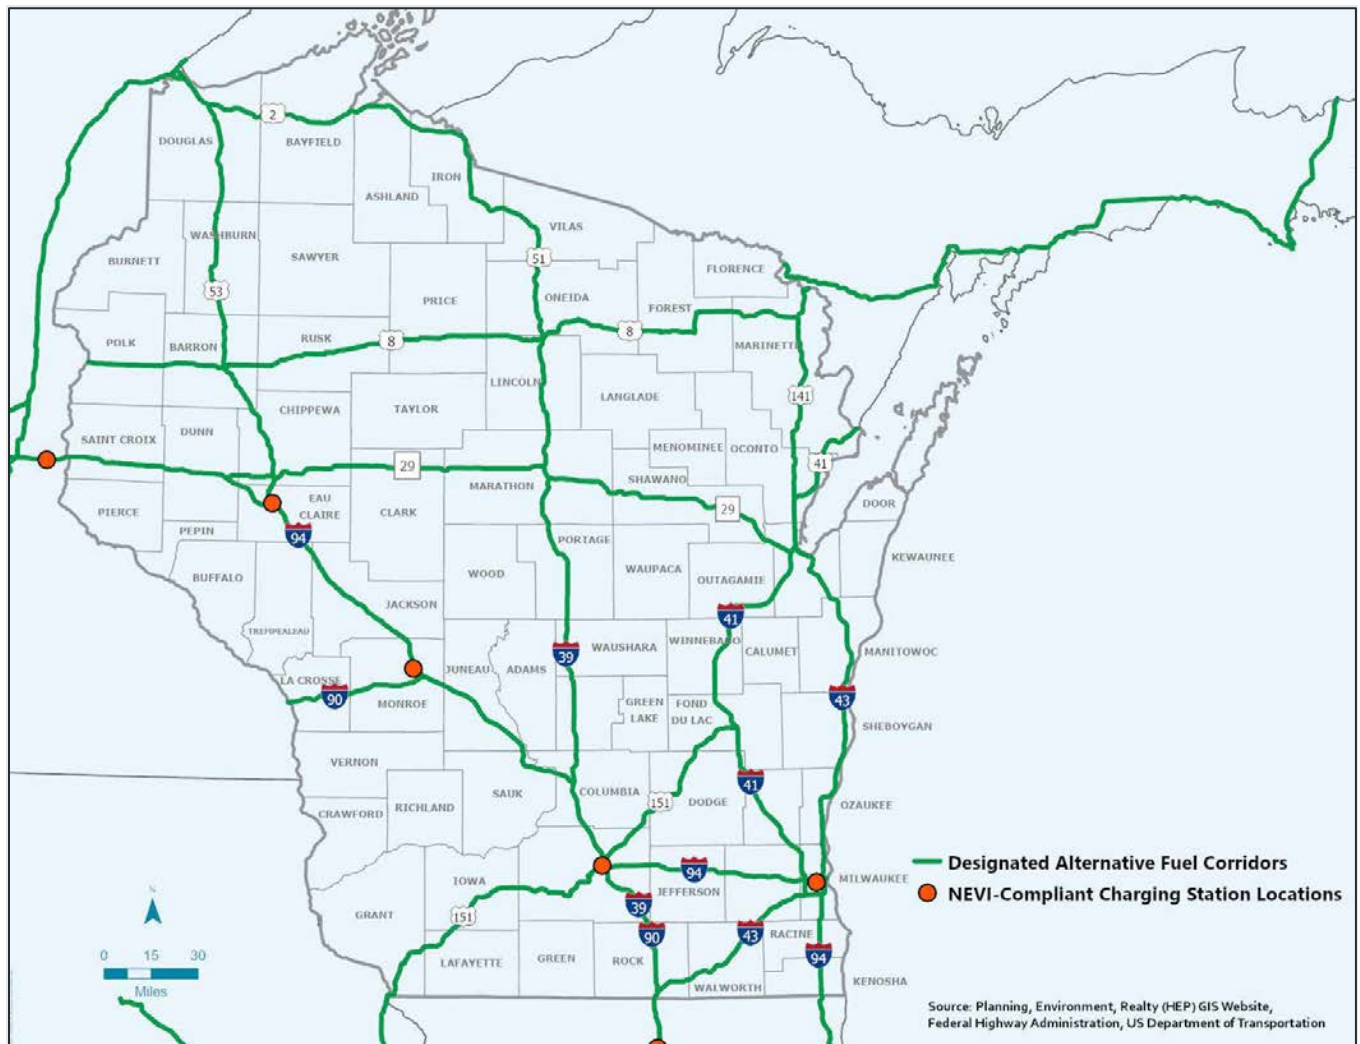 2
DOUGLAS
BAYFIELD
IRON
ASHLAND
VILAS
WASHBURN
BURNETT
SAWYER
51
FLORENCE
53
PRICE
ONEIDA
FOREST
POLK
BARRON
RUSK
8
8
MARINETTE
LINCOLN
141
CHIPPEWA
TAYLOR
LANGLADE
SAINT CROIX
DUNN
MENOMINEE
OCONTO
29
41
MARATHON
SHAWANO
PIERCE
EAU
CLAIRE
CLARK
29
DOOR
PEPIN
94
PORTAGE
KEWAUNEE
BUFFALO
WOOD
WAUPACA
OUTAGAMIE
JACKSON
41
TREMPEALEAU
WAUSHARA
WINNEBAGO
CALUMET
MANITOWOC
39
LA CROSSE
90
JUNEAU
ADAMS
MONROE
GREEN
LAKE
FOND
DU LAC
43
SHEBOYGAN
VERNON
41
SAUK
COLUMBIA
151
DODGE
OZAUKEE
CRAWFORD
RICHLAND
Designated Alternative Fuel Corridors
94
MILWAUKEE
IOWA
JEFFERSON
NEVI-Compliant Charging Station Locations
N
GRANT
151
39
90
43
RACINE
0 15 30
Miles
LAFAYETTE
GREEN
ROCK
94
WALWORTH
KENOSHA
Source: Planning, Environment, Realty (HEP) GIS Website,
Federal Highway Administration, US Department of Transportation